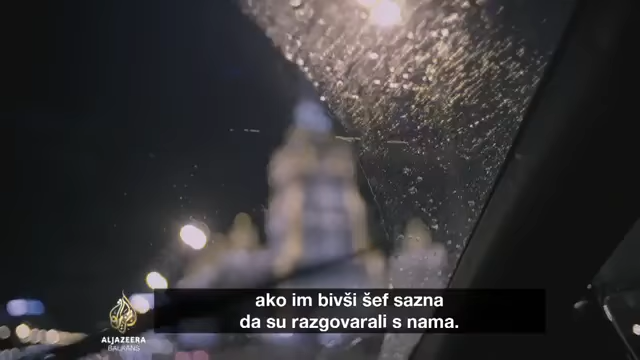 ako im bivši šef sazna
da su razgovarali s nama.
ALJAZEERA
BALKANS